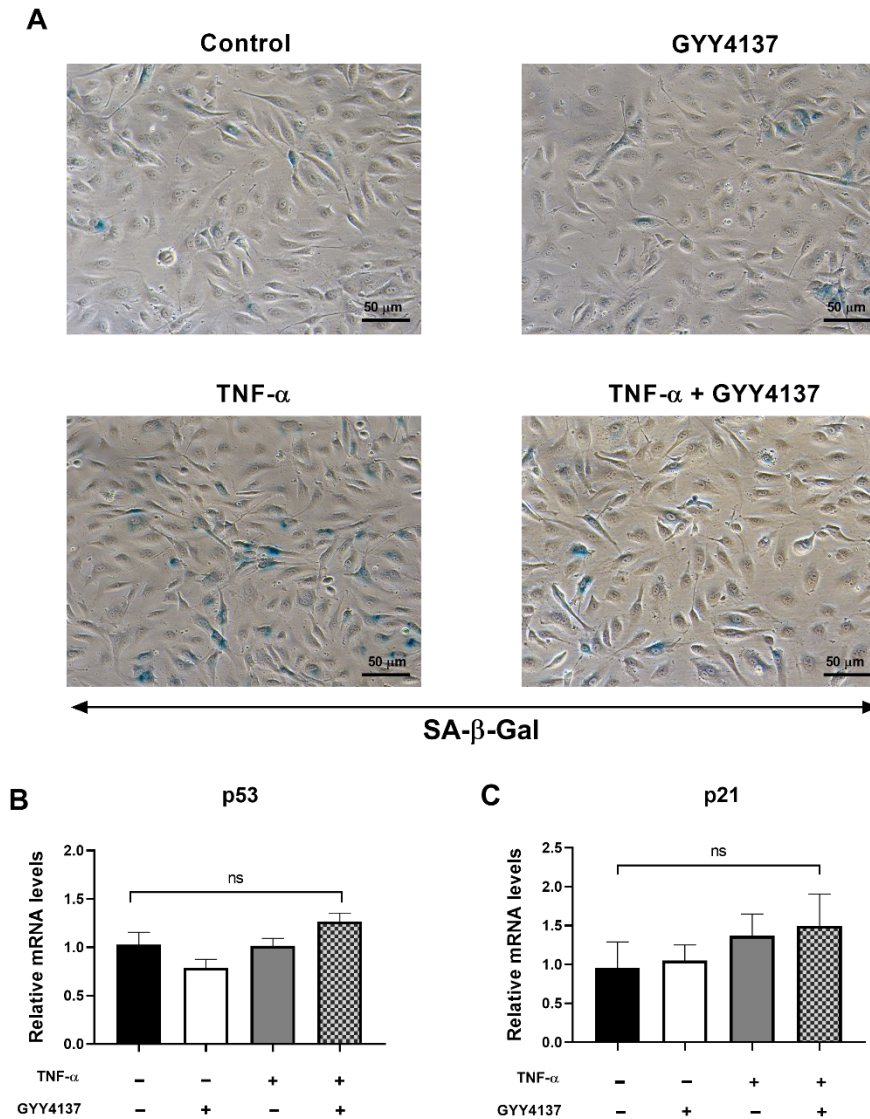 A
Control
GYY4137
50 μm
50 μm
TNF-α
TNF-α + GYY4137
50 μm
50 μm
SA-β-Gal
B
p53
Relative mRNA levels
2.0
1.5
1.0
0.5
0.0
ns
TNF-α – – + +
GYY4137 – + – +
C
p21
Relative mRNA levels
2.5
2.0
1.5
1.0
0.5
0.0
ns
TNF-α – – + +
GYY4137 – + – +